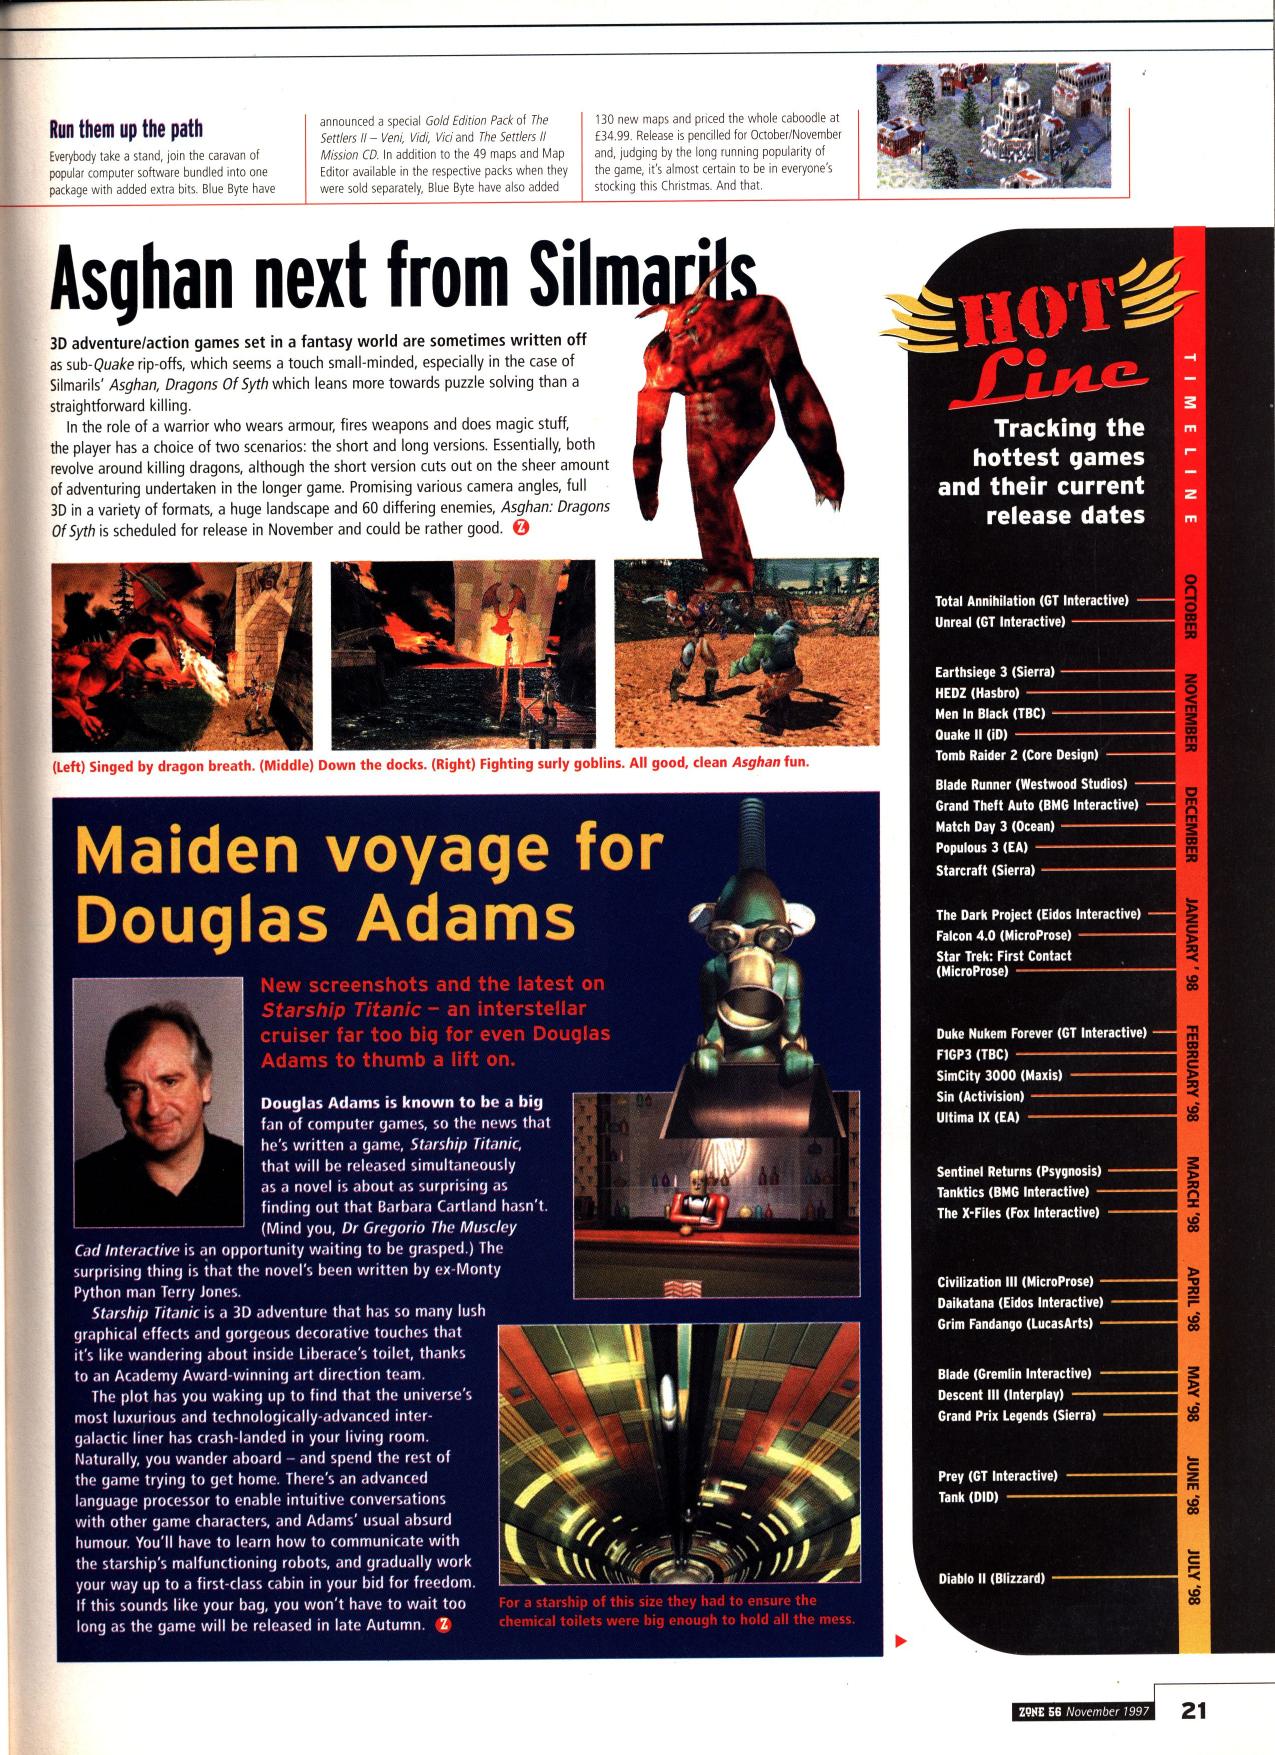 Run them up the path
Everybody take a stand, join the caravan of
popular computer software bundled into one
package with added extra bits. Blue Byte have
announced a special Gold Edition Pack of The
Settlers II – Veni, Vidi, Vici and The Settlers II
Mission CD. In addition to the 49 maps and Map
Editor available in the respective packs when they
were sold separately, Blue Byte have also added
130 new maps and priced the whole caboodle at
£34.99. Release is pencilled for October/November
and, judging by the long running popularity of
the game, it's almost certain to be in everyone's
stocking this Christmas. And that.
Asghan next from Silmarils
3D adventure/action games set in a fantasy world are sometimes written off
as sub-Quake rip-offs, which seems a touch small-minded, especially in the case of
Silmarils' Asghan, Dragons Of Syth which leans more towards puzzle solving than a
straightforward killing.
In the role of a warrior who wears armour, fires weapons and does magic stuff,
the player has a choice of two scenarios: the short and long versions. Essentially, both
revolve around killing dragons, although the short version cuts out on the sheer amount
of adventuring undertaken in the longer game. Promising various camera angles, full
3D in a variety of formats, a huge landscape and 60 differing enemies, Asghan: Dragons
Of Syth is scheduled for release in November and could be rather good. Z
(Left) Singed by dragon breath. (Middle) Down the docks. (Right) Fighting surly goblins. All good, clean Asghan fun.
Maiden voyage for
Douglas Adams
New screenshots and the latest on
Starship Titanic – an interstellar
cruiser far too big for even Douglas
Adams to thumb a lift on.
Douglas Adams is known to be a big
fan of computer games, so the news that
he's written a game, Starship Titanic,
that will be released simultaneously
as a novel is about as surprising as
finding out that Barbara Cartland hasn't.
(Mind you, Dr Gregorio The Muscley
Cad Interactive is an opportunity waiting to be grasped.) The
surprising thing is that the novel's been written by ex-Monty
Python man Terry Jones.
Starship Titanic is a 3D adventure that has so many lush
graphical effects and gorgeous decorative touches that
it's like wandering about inside Liberace's toilet, thanks
to an Academy Award-winning art direction team.
The plot has you waking up to find that the universe's
most luxurious and technologically-advanced inter-
galactic liner has crash-landed in your living room.
Naturally, you wander aboard – and spend the rest of
the game trying to get home. There's an advanced
language processor to enable intuitive conversations
with other game characters, and Adams' usual absurd
humour. You'll have to learn how to communicate with
the starship's malfunctioning robots, and gradually work
your way up to a first-class cabin in your bid for freedom.
If this sounds like your bag, you won't have to wait too
long as the game will be released in late Autumn. Z
For a starship of this size they had to ensure the
chemical toilets were big enough to hold all the mess.
HOT
Line
Tracking the
hottest games
and their current
release dates
TIMELINE
OCTOBER
Total Annihilation (GT Interactive)
Unreal (GT Interactive)
NOVEMBER
Earthsiege 3 (Sierra)
HEDZ (Hasbro)
Men In Black (TBC)
Quake II (iD)
Tomb Raider 2 (Core Design)
DECEMBER
Blade Runner (Westwood Studios)
Grand Theft Auto (BMG Interactive)
Match Day 3 (Ocean)
Populous 3 (EA)
Starcraft (Sierra)
JANUARY '98
The Dark Project (Eidos Interactive)
Falcon 4.0 (MicroProse)
Star Trek: First Contact
(MicroProse)
FEBRUARY '98
Duke Nukem Forever (GT Interactive)
F1GP3 (TBC)
SimCity 3000 (Maxis)
Sin (Activision)
Ultima IX (EA)
MARCH '98
Sentinel Returns (Psygnosis)
Tanktics (BMG Interactive)
The X-Files (Fox Interactive)
APRIL '98
Civilization III (MicroProse)
Daikatana (Eidos Interactive)
Grim Fandango (LucasArts)
MAY '98
Blade (Gremlin Interactive)
Descent III (Interplay)
Grand Prix Legends (Sierra)
JUNE '98
Prey (GT Interactive)
Tank (DID)
JULY '98
Diablo II (Blizzard)
ZONE 56 November 1997
21